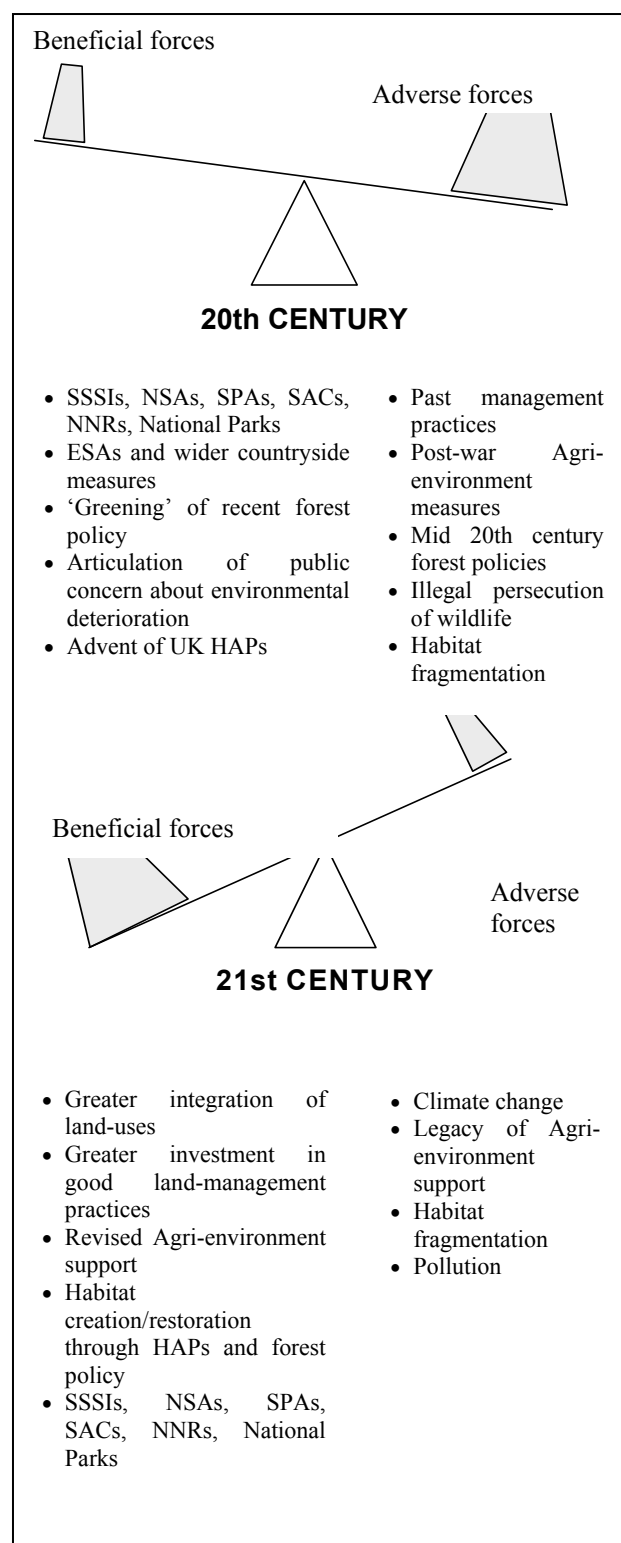 Beneficial forces
Adverse forces
20th CENTURY
• SSSIs, NSAs, SPAs, SACs,
NNRs, National Parks
• ESAs and wider countryside
measures
• ‘Greening’ of recent forest
policy
• Articulation of public
concern about environmental
deterioration
• Advent of UK HAPs
• Past management
practices
• Post-war Agri-
environment
measures
• Mid 20th century
forest policies
• Illegal persecution
of wildlife
• Habitat
fragmentation
Beneficial forces
Adverse
forces
21st CENTURY
• Greater integration of
land-uses
• Greater investment in
good land-management
practices
• Revised Agri-environment
support
• Habitat
creation/restoration
through HAPs and forest
policy
• SSSIs, NSAs, SPAs,
SACs, NNRs, National
Parks
• Climate change
• Legacy of Agri-
environment
support
• Habitat
fragmentation
• Pollution